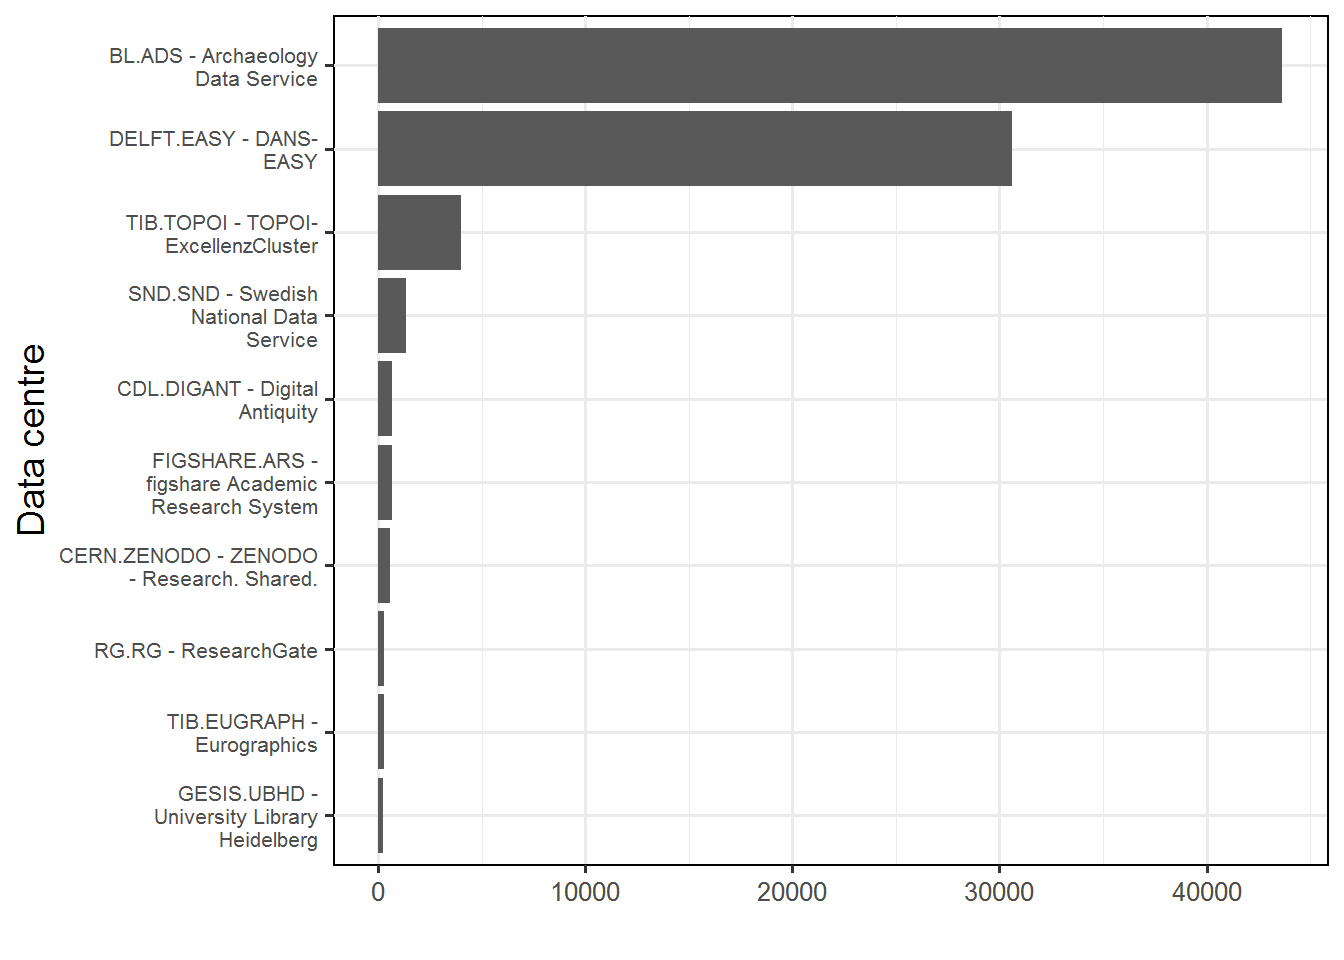 BL.ADS - Archaeology
Data Service
DELFT.EASY - DANS-
EASY
TIB.TOPOI - TOPOI-
ExcellenzCluster
SND.SND - Swedish
National Data
Service
CDL.DIGANT - Digital
Antiquity
FIGSHARE.ARS -
figshare Academic
Research System
CERN.ZENODO - ZENODO
- Research. Shared.
RG.RG - ResearchGate
TIB.EUGRAPH -
Eurographics
GESIS.UBHD -
University Library
Heidelberg
Data centre
0 10000 20000 30000 40000